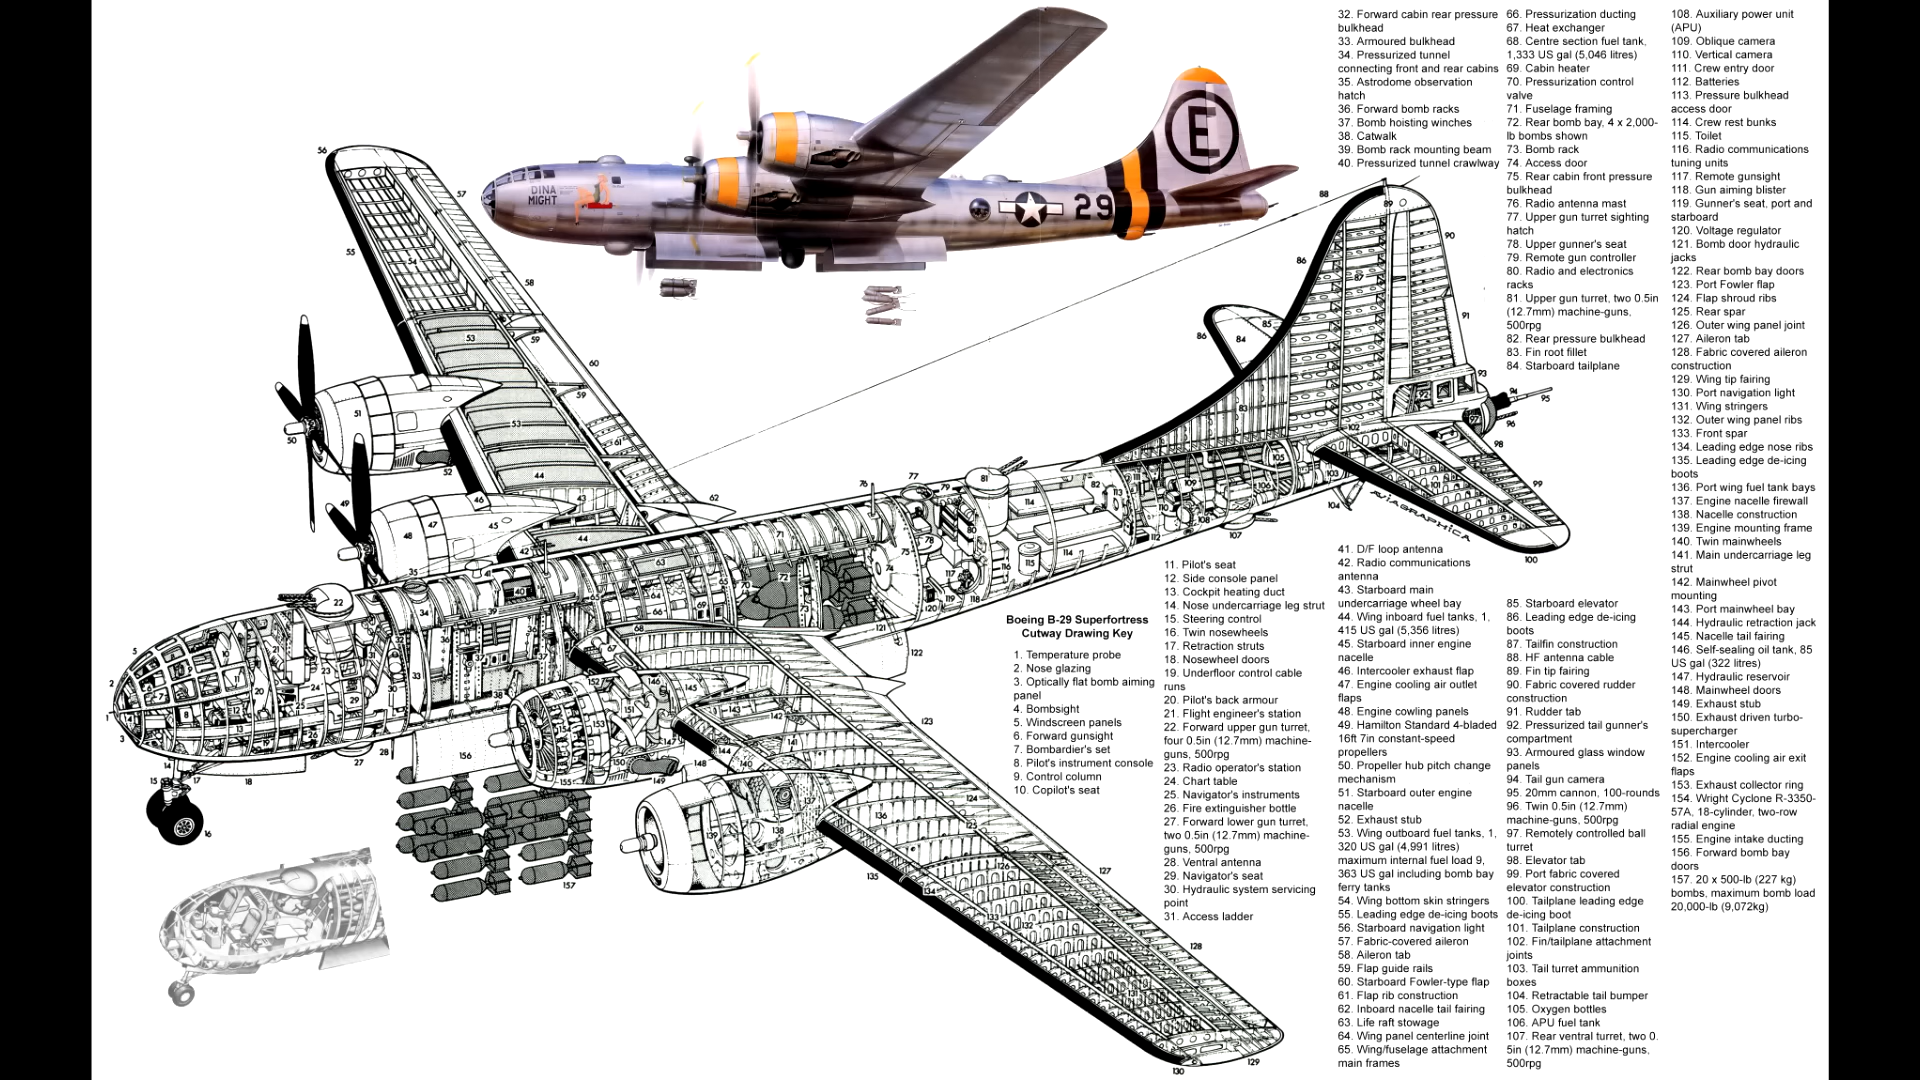 DINA
MIGHT
29
E
AVIAGRAPHICA
Boeing B-29 Superfortress
Cutway Drawing Key
1. Temperature probe
2. Nose glazing
3. Optically flat bomb aiming
panel
4. Bombsight
5. Windscreen panels
6. Forward gunsight
7. Bombardier's set
8. Pilot's instrument console
9. Control column
10. Copilot's seat
11. Pilot's seat
12. Side console panel
13. Cockpit heating duct
14. Nose undercarriage leg strut
15. Steering control
16. Twin nosewheels
17. Retraction struts
18. Nosewheel doors
19. Underfloor control cable
runs
20. Pilot's back armour
21. Flight engineer's station
22. Forward upper gun turret,
four 0.5in (12.7mm) machine-
guns, 500rpg
23. Radio operator's station
24. Chart table
25. Navigator's instruments
26. Fire extinguisher bottle
27. Forward lower gun turret,
two 0.5in (12.7mm) machine-
guns, 500rpg
28. Ventral antenna
29. Navigator's seat
30. Hydraulic system servicing
point
31. Access ladder
32. Forward cabin rear pressure
bulkhead
33. Armoured bulkhead
34. Pressurized tunnel
connecting front and rear cabins
35. Astrodome observation
hatch
36. Forward bomb racks
37. Bomb hoisting winches
38. Catwalk
39. Bomb rack mounting beam
40. Pressurized tunnel crawlway
41. D/F loop antenna
42. Radio communications
antenna
43. Starboard main
undercarriage wheel bay
44. Wing inboard fuel tanks, 1,
415 US gal (5,356 litres)
45. Starboard inner engine
nacelle
46. Intercooler exhaust flap
47. Engine cooling air outlet
flaps
48. Engine cowling panels
49. Hamilton Standard 4-bladed
16ft 7in constant-speed
propellers
50. Propeller hub pitch change
mechanism
51. Starboard outer engine
nacelle
52. Exhaust stub
53. Wing outboard fuel tanks, 1,
320 US gal (4,991 litres)
maximum internal fuel load 9,
363 US gal including bomb bay
ferry tanks
54. Wing bottom skin stringers
55. Leading edge de-icing boots
56. Starboard navigation light
57. Fabric-covered aileron
58. Aileron tab
59. Flap guide rails
60. Starboard Fowler-type flap
61. Flap rib construction
62. Inboard nacelle tail fairing
63. Life raft stowage
64. Wing panel centerline joint
65. Wing/fuselage attachment
main frames
66. Pressurization ducting
67. Heat exchanger
68. Centre section fuel tank,
1,333 US gal (5,046 litres)
69. Cabin heater
70. Pressurization control
valve
71. Fuselage framing
72. Rear bomb bay, 4 x 2,000-
lb bombs shown
73. Bomb rack
74. Access door
75. Rear cabin front pressure
bulkhead
76. Radio antenna mast
77. Upper gun turret sighting
hatch
78. Upper gunner's seat
79. Remote gun controller
80. Radio and electronics
racks
81. Upper gun turret, two 0.5in
(12.7mm) machine-guns,
500rpg
82. Rear pressure bulkhead
83. Fin root fillet
84. Starboard tailplane
85. Starboard elevator
86. Leading edge de-icing
boots
87. Tailfin construction
88. HF antenna cable
89. Fin tip fairing
90. Fabric covered rudder
construction
91. Rudder tab
92. Pressurized tail gunner's
compartment
93. Armoured glass window
panels
94. Tail gun camera
95. 20mm cannon, 100-rounds
96. Twin 0.5in (12.7mm)
machine-guns, 500rpg
97. Remotely controlled ball
turret
98. Elevator tab
99. Port fabric covered
elevator construction
100. Tailplane leading edge
de-icing boot
101. Tailplane construction
102. Fin/tailplane attachment
joints
103. Tail turret ammunition
boxes
104. Retractable tail bumper
105. Oxygen bottles
106. APU fuel tank
107. Rear ventral turret, two 0.
5in (12.7mm) machine-guns,
500rpg
108. Auxiliary power unit
(APU)
109. Oblique camera
110. Vertical camera
111. Crew entry door
112. Batteries
113. Pressure bulkhead
access door
114. Crew rest bunks
115. Toilet
116. Radio communications
tuning units
117. Remote gunsight
118. Gun aiming blister
119. Gunner's seat, port and
starboard
120. Voltage regulator
121. Bomb door hydraulic
jacks
122. Rear bomb bay doors
123. Port Fowler flap
124. Flap shroud ribs
125. Rear spar
126. Outer wing panel joint
127. Aileron tab
128. Fabric covered aileron
construction
129. Wing tip fairing
130. Port navigation light
131. Wing stringers
132. Outer wing panel ribs
133. Front spar
134. Leading edge nose ribs
135. Leading edge de-icing
boots
136. Port wing fuel tank bays
137. Engine nacelle firewall
138. Nacelle construction
139. Engine mounting frame
140. Twin mainwheels
141. Main undercarriage leg
strut
142. Mainwheel pivot
mounting
143. Port mainwheel bay
144. Hydraulic retraction jack
145. Nacelle tail fairing
146. Self-sealing oil tank, 85
US gal (322 litres)
147. Hydraulic reservoir
148. Mainwheel doors
149. Exhaust stub
150. Exhaust driven turbo-
supercharger
151. Intercooler
152. Engine cooling air exit
flaps
153. Exhaust collector ring
154. Wright Cyclone R-3350-
57A, 18-cylinder, two-row
radial engine
155. Engine intake ducting
156. Forward bomb bay
doors
157. 20 x 500-lb (227 kg)
bombs, maximum bomb load
20,000-lb (9,072kg)